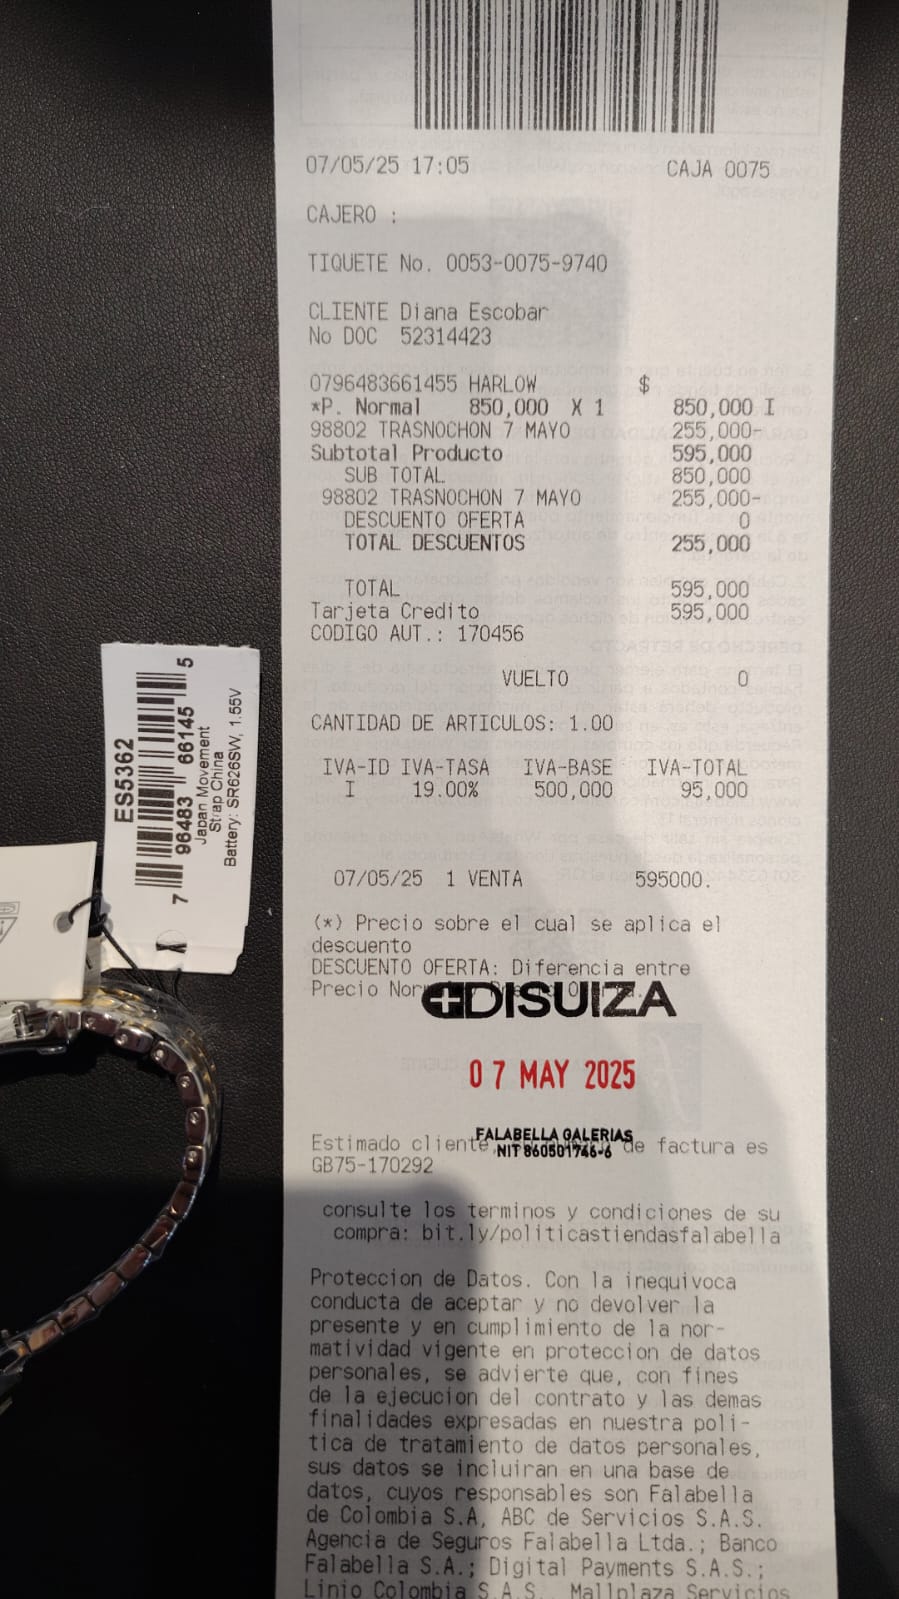 07/05/25 17:05 CAJA 0075
CAJERO :
TIQUETE No. 0053-0075-9740
CLIENTE Diana Escobar
No DOC 52314423
0796483661455 HARLOW $
*P. Normal 850,000 X 1 850,000 I
98802 TRASNOCHON 7 MAYO 255,000-
Subtotal Producto 595,000
SUB TOTAL 850,000
98802 TRASNOCHON 7 MAYO 255,000-
DESCUENTO OFERTA 0
TOTAL DESCUENTOS 255,000
TOTAL 595,000
Tarjeta Credito 595,000
CODIGO AUT.: 170456
VUELTO 0
CANTIDAD DE ARTICULOS: 1.00
IVA-ID IVA-TASA IVA-BASE IVA-TOTAL
I 19.00% 500,000 95,000
07/05/25 1 VENTA 595000.
(*) Precio sobre el cual se aplica el
descuento
DESCUENTO OFERTA: Diferencia entre
Precio
DISUIZA
07 MAY 2025
FALABELLA GALERIAS
NIT 860501746-6
Estimado cliente, de factura es
GB75-170292
consulte los terminos y condiciones de su
compra: bit.ly/politicastiendasfalabella
Proteccion de Datos. Con la inequivoca
conducta de aceptar y no devolver la
presente y en cumplimiento de la nor-
matividad vigente en proteccion de datos
personales, se advierte que, con fines
de la ejecucion del contrato y las demas
finalidades expresadas en nuestra poli-
tica de tratamiento de datos personales,
sus datos se incluiran en una base de
datos, cuyos responsables son Falabella
de Colombia S.A, ABC de Servicios S.A.S.
Agencia de Seguros Falabella Ltda.; Banco
Falabella S.A.; Digital Payments S.A.S.;
Linio Colombia S.A.S. Mallplaza Servicios
ES5362
7 96483 66145 5
Japan Movement
Strap China
Battery: SR626SW, 1.55V